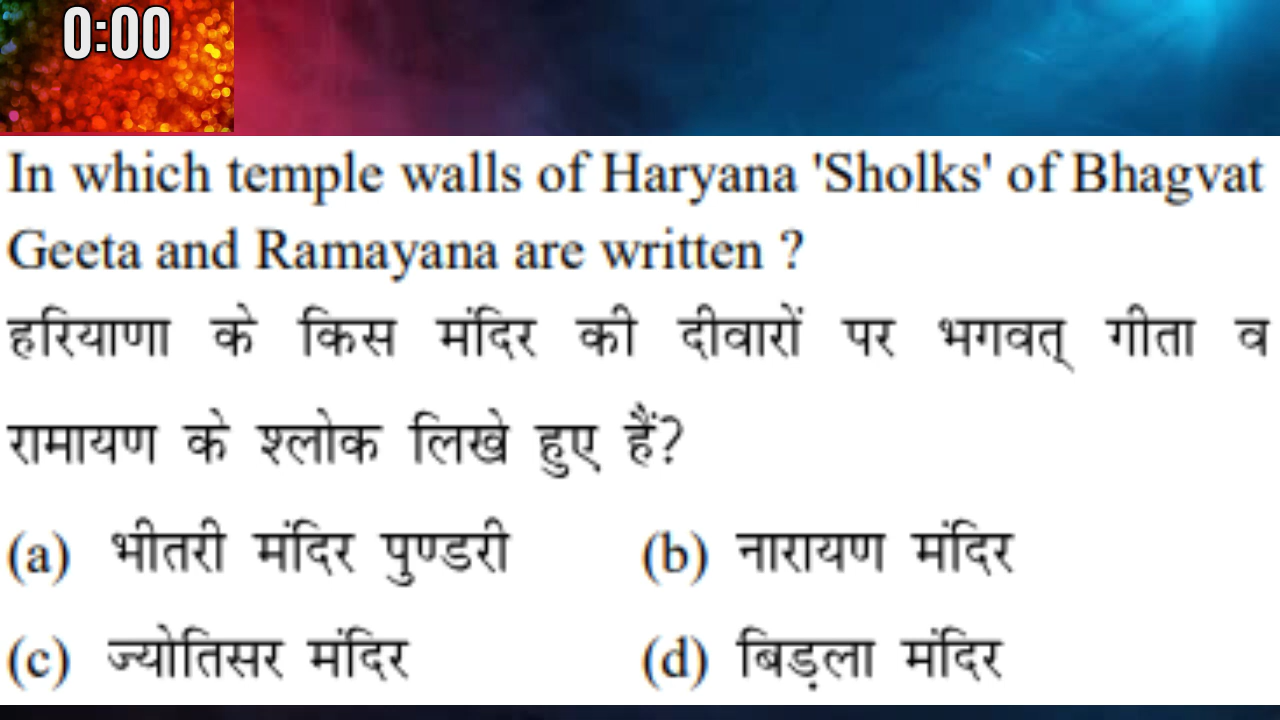 0:00
In which temple walls of Haryana 'Sholks' of Bhagvat
Geeta and Ramayana are written ?
हरियाणा के किस मंदिर की दीवारों पर भगवत् गीता व
रामायण के श्लोक लिखे हुए हैं?
(a) भीतरी मंदिर पुण्डरी (b) नारायण मंदिर
(c) ज्योतिसर मंदिर (d) बिड़ला मंदिर